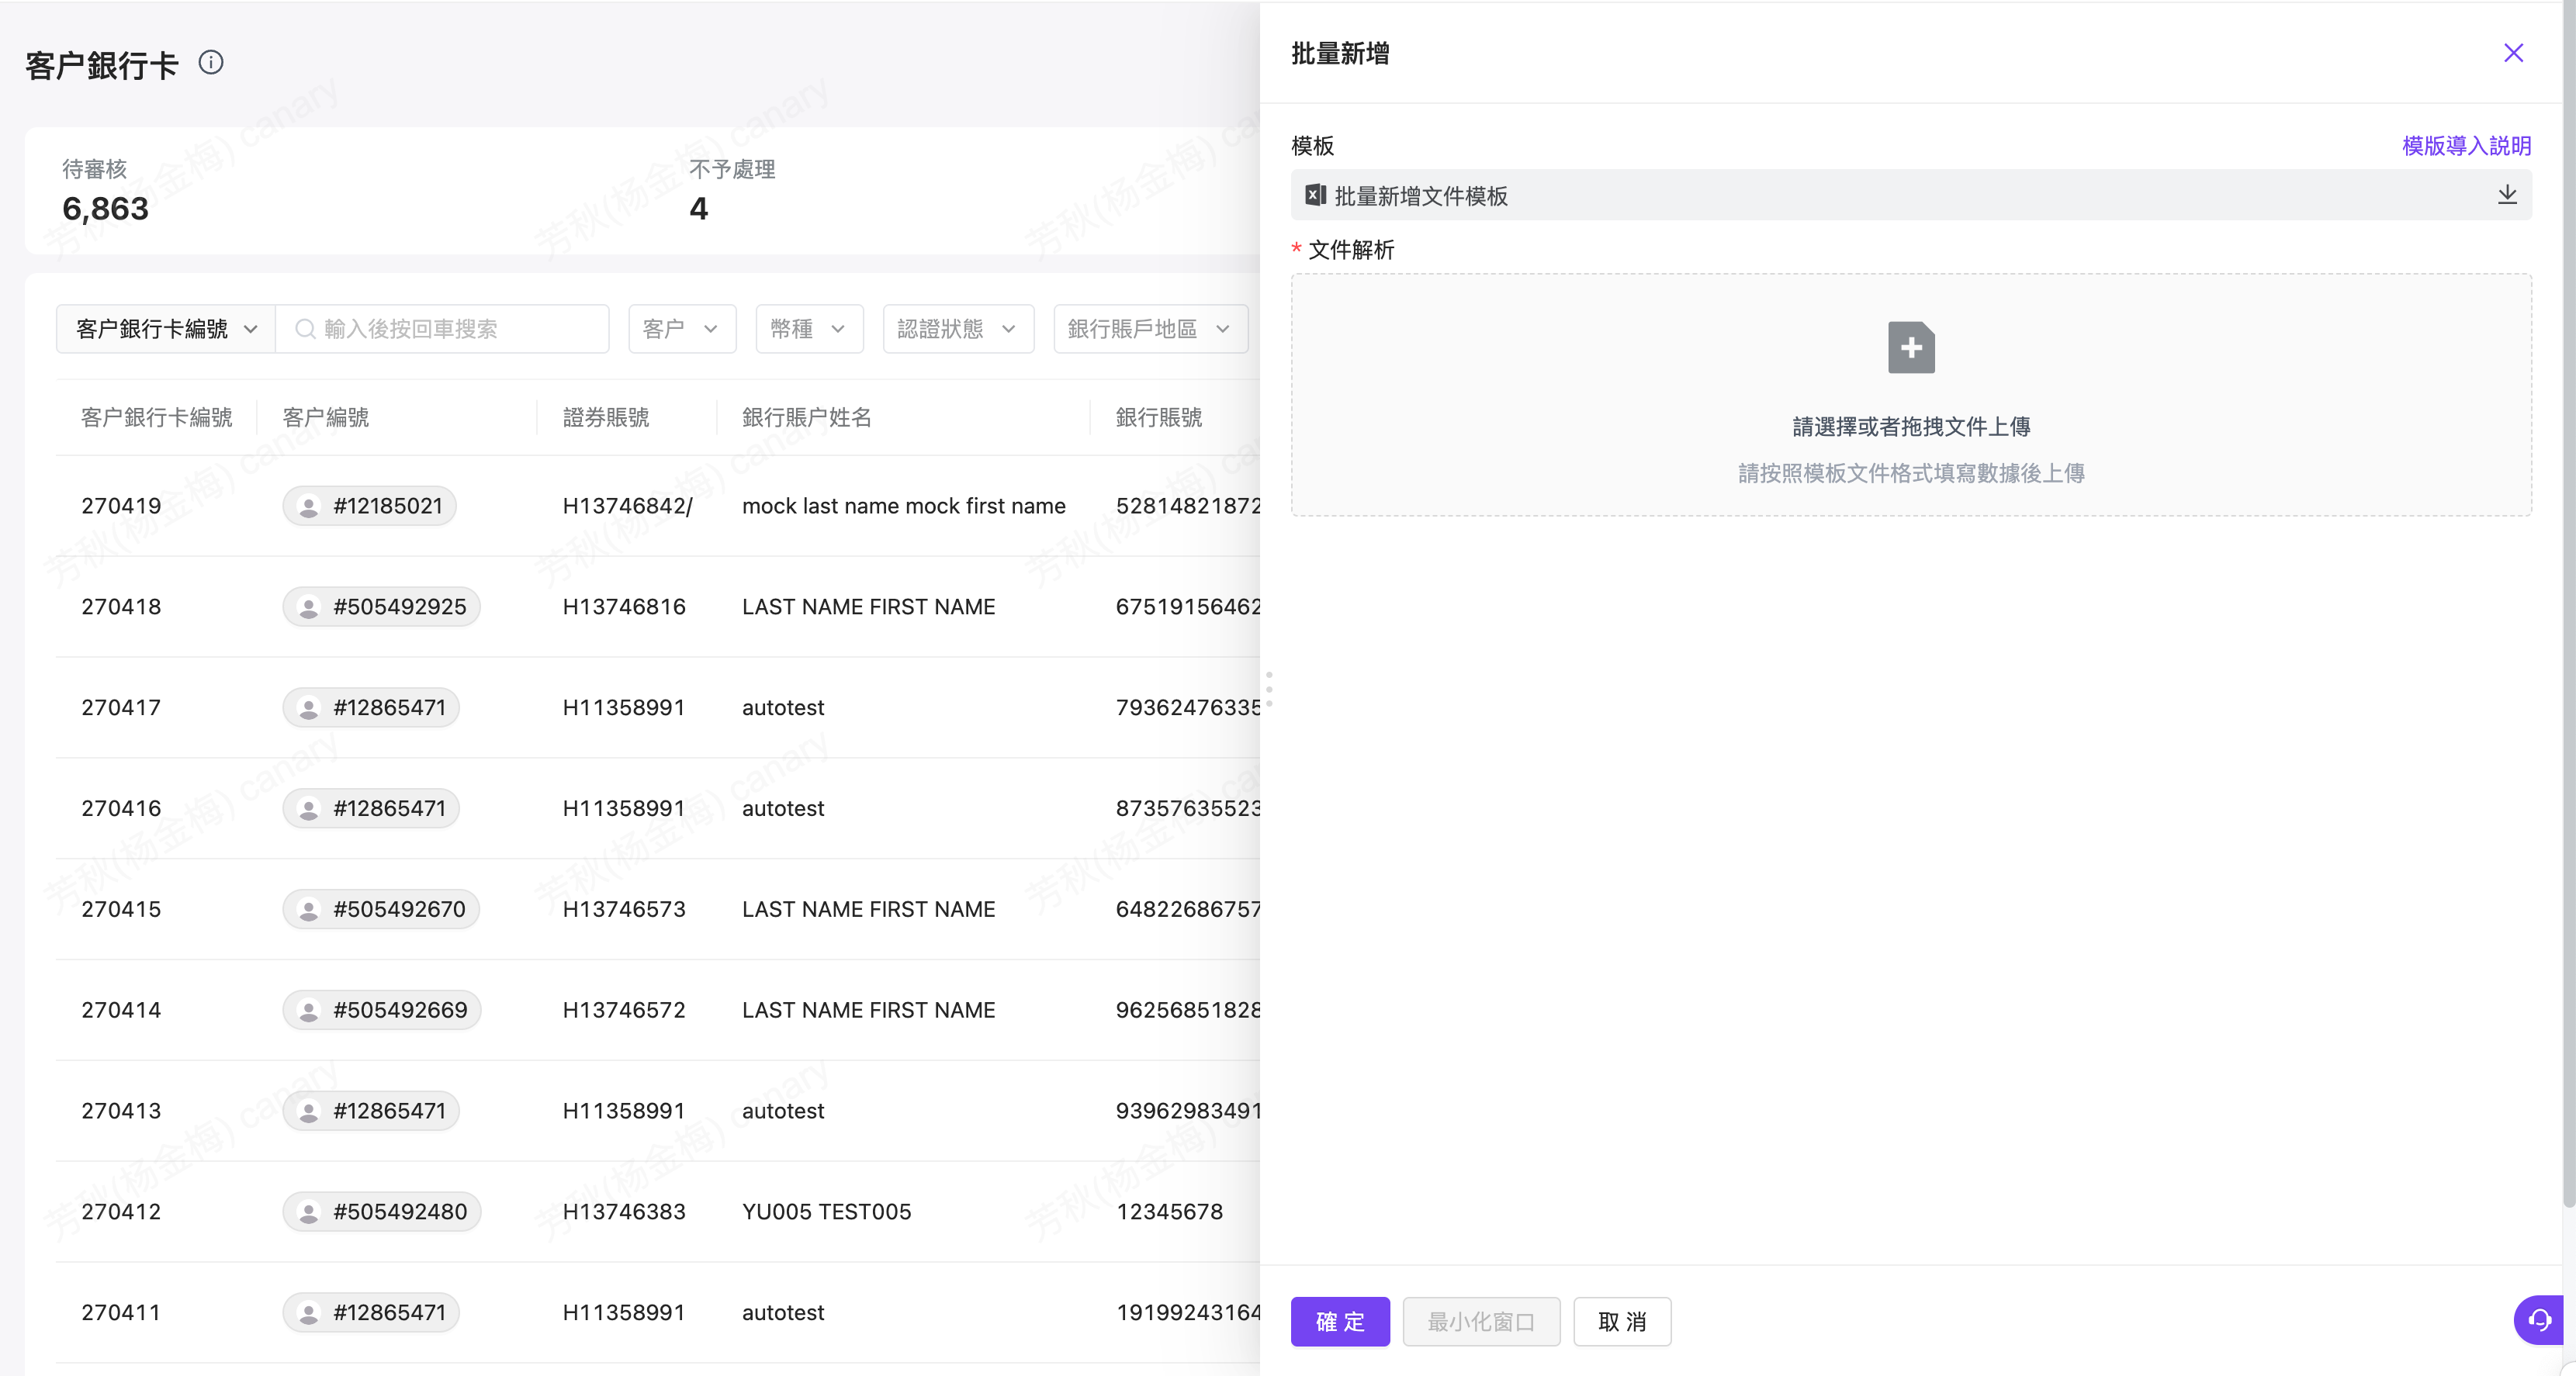 客户銀行卡
待審核
6,863
不予處理
4
客户銀行卡編號
輸入後按回車搜索
客户
幣種
認證狀態
銀行賬戶地區
客户銀行卡編號 客户編號 證券賬號 銀行賬户姓名 銀行賬號
270419 #12185021 H13746842/ mock last name mock first name 52814821872
270418 #505492925 H13746816 LAST NAME FIRST NAME 67519156462
270417 #12865471 H11358991 autotest 79362476335
270416 #12865471 H11358991 autotest 87357635523
270415 #505492670 H13746573 LAST NAME FIRST NAME 64822686757
270414 #505492669 H13746572 LAST NAME FIRST NAME 96256851828
270413 #12865471 H11358991 autotest 93962983491
270412 #505492480 H13746383 YU005 TEST005 12345678
270411 #12865471 H11358991 autotest 19199243164
批量新增
模板
模版導入説明
批量新增文件模板
* 文件解析
請選擇或者拖拽文件上傳
請按照模板文件格式填寫數據後上傳
確定
最小化窗口
取消
芳秋(杨金梅) canary